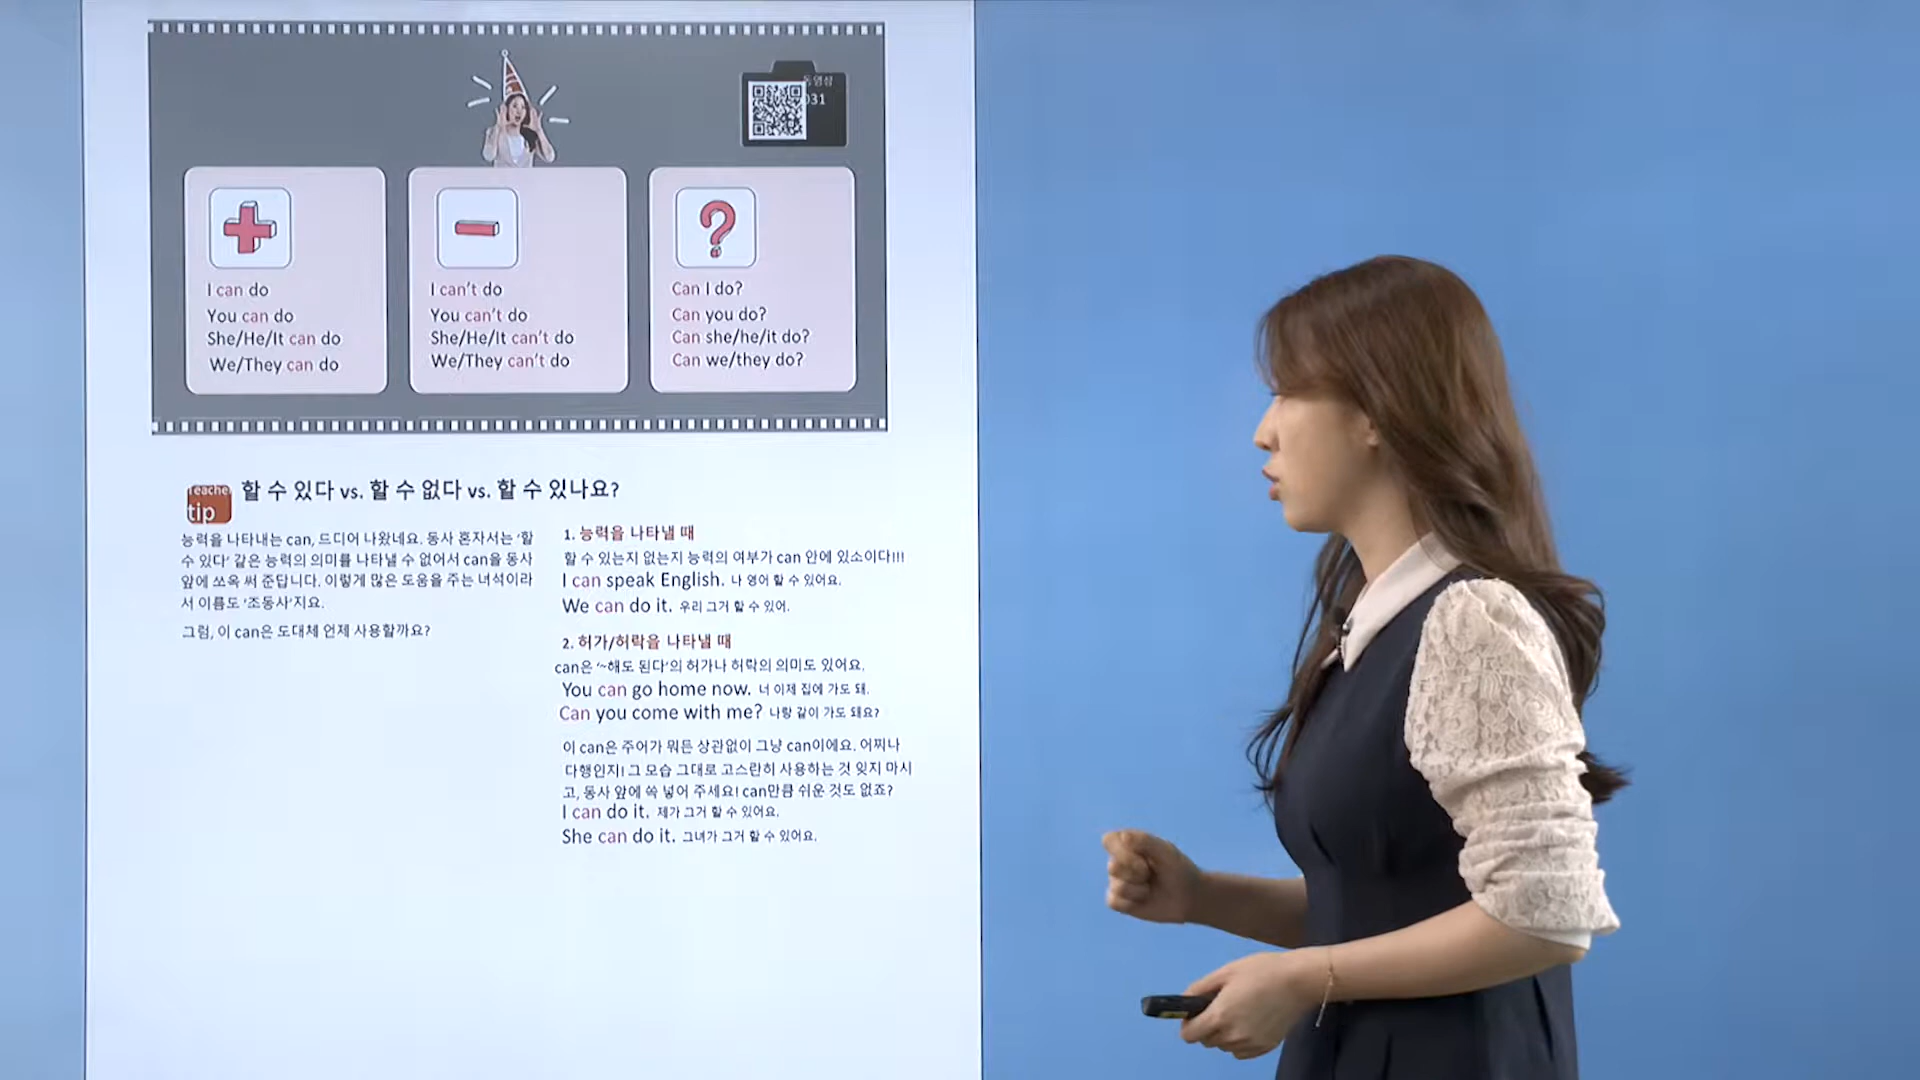 동영상
031
I can do
You can do
She/He/It can do
We/They can do
I can't do
You can't do
She/He/It can't do
We/They can't do
Can I do?
Can you do?
Can she/he/it do?
Can we/they do?
Teacher
tip
할 수 있다 vs. 할 수 없다 vs. 할 수 있나요?
능력을 나타내는 can, 드디어 나왔네요. 동사 혼자서는 '할
수 있다' 같은 능력의 의미를 나타낼 수 없어서 can을 동사
앞에 쏘옥 써 준답니다. 이렇게 많은 도움을 주는 녀석이라
서 이름도 '조동사'지요.
그럼, 이 can은 도대체 언제 사용할까요?
1. 능력을 나타낼 때
할 수 있는지 없는지 능력의 여부가 can 안에 있소이다!!!
I can speak English. 나 영어 할 수 있어요.
We can do it. 우리 그거 할 수 있어.
2. 허가/허락을 나타낼 때
can은 '~해도 된다'의 허가나 허락의 의미도 있어요.
You can go home now. 너 이제 집에 가도 돼.
Can you come with me? 나랑 같이 가도 돼요?
이 can은 주어가 뭐든 상관없이 그냥 can이에요. 어찌나
다행인지! 그 모습 그대로 고스란히 사용하는 것 잊지 마시
고, 동사 앞에 쏙 넣어 주세요! can만큼 쉬운 것도 없죠?
I can do it. 제가 그거 할 수 있어요.
She can do it. 그녀가 그거 할 수 있어요.